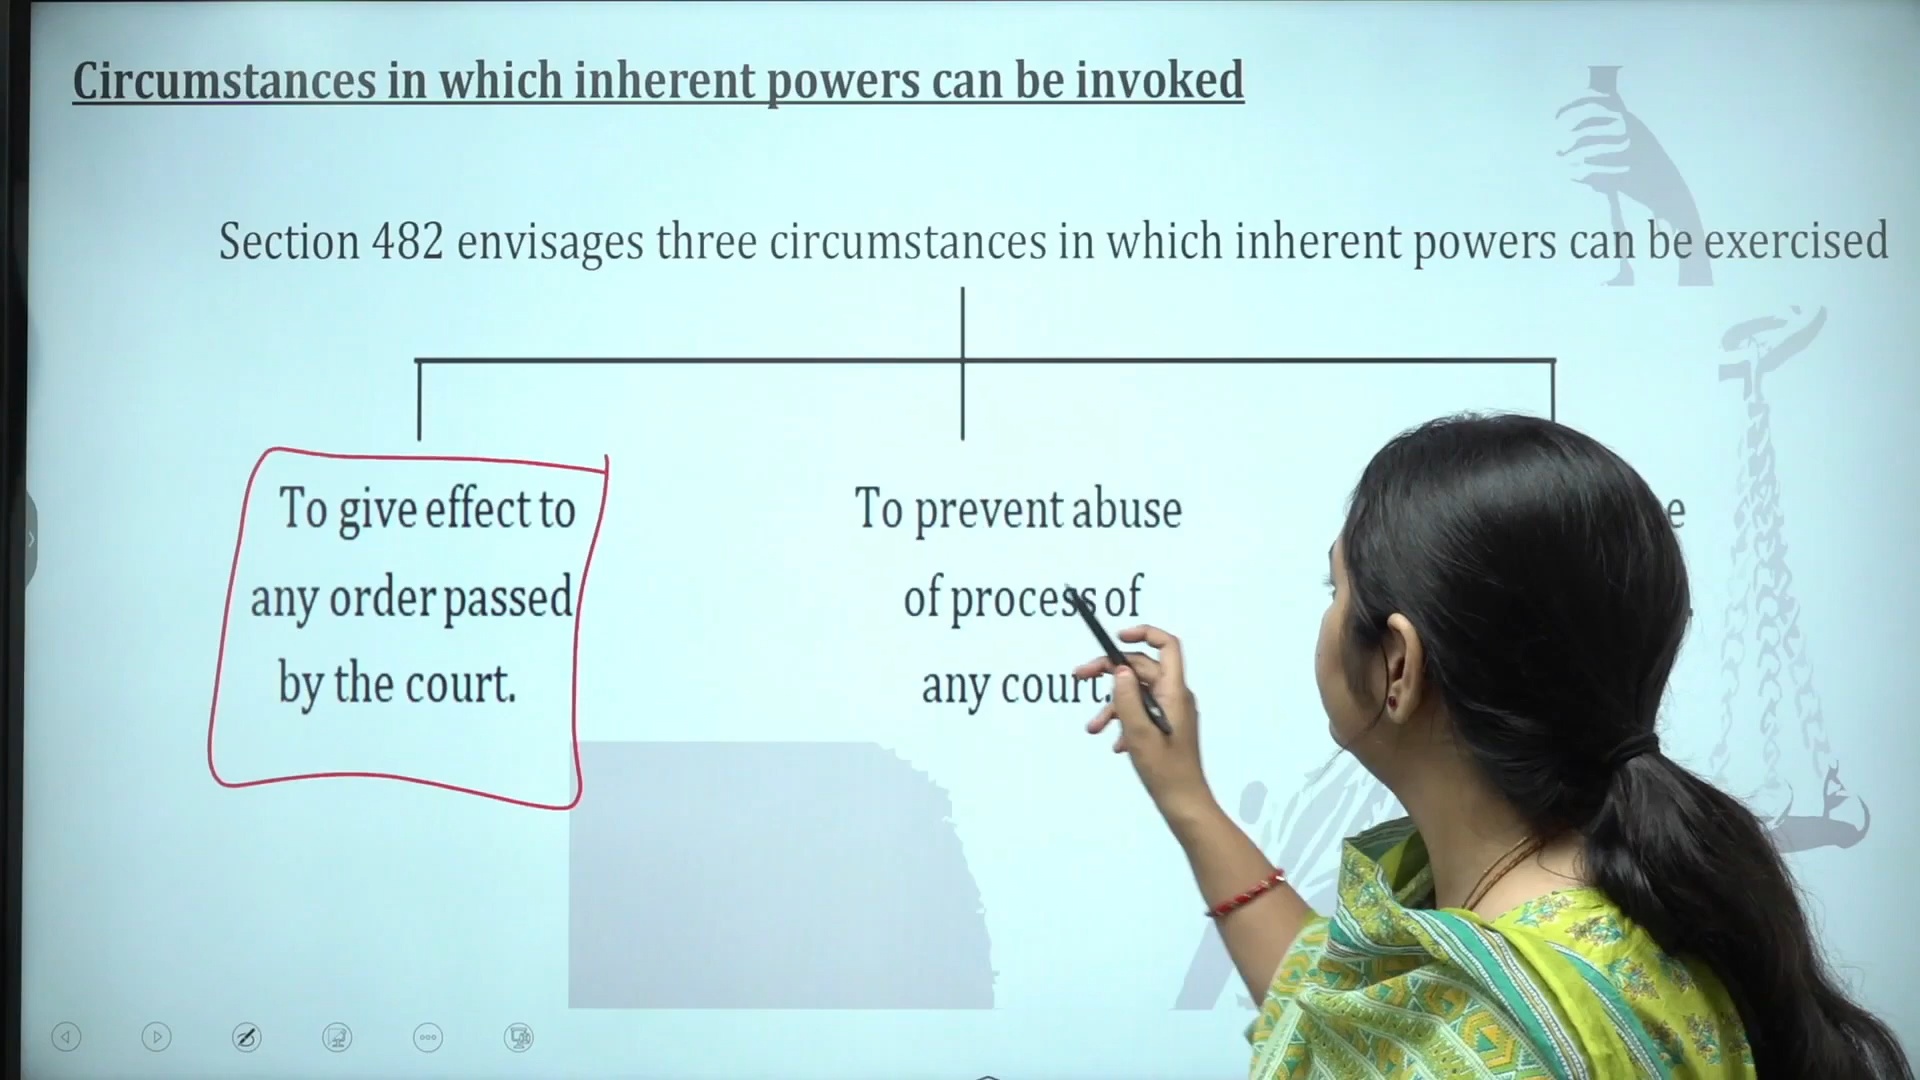 Circumstances in which inherent powers can be invoked
Section 482 envisages three circumstances in which inherent powers can be exercised
To give effect to
any order passed
by the court.
To prevent abuse
of process of
any court.